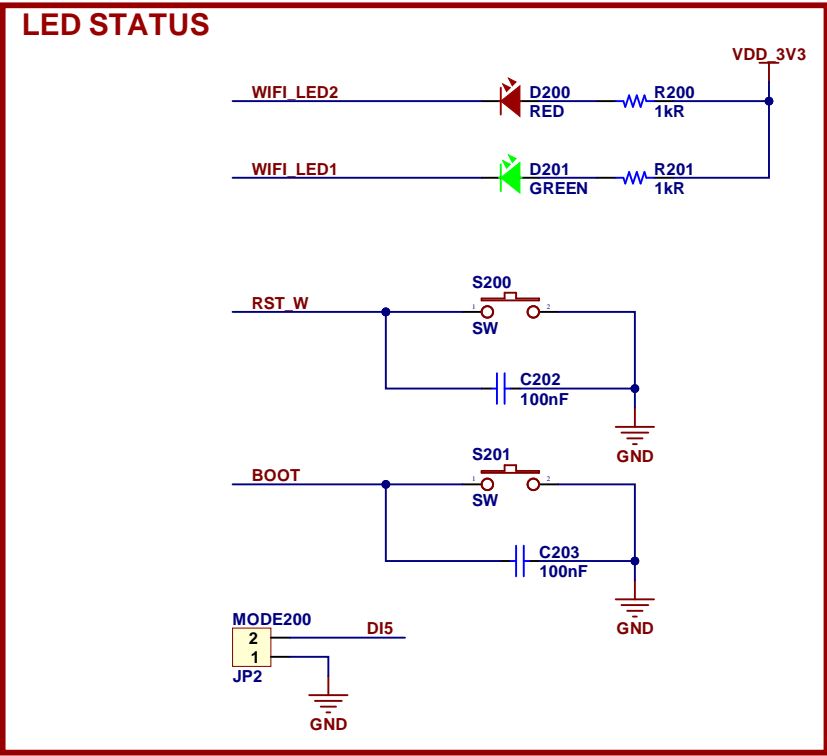 LED STATUS
VDD_3V3
WIFI_LED2
D200
RED
R200
1kR
WIFI_LED1
D201
GREEN
R201
1kR
S200
RST_W
1
2
SW
C202
100nF
GND
S201
BOOT
1
2
SW
C203
100nF
GND
MODE200
2
DI5
1
JP2
GND